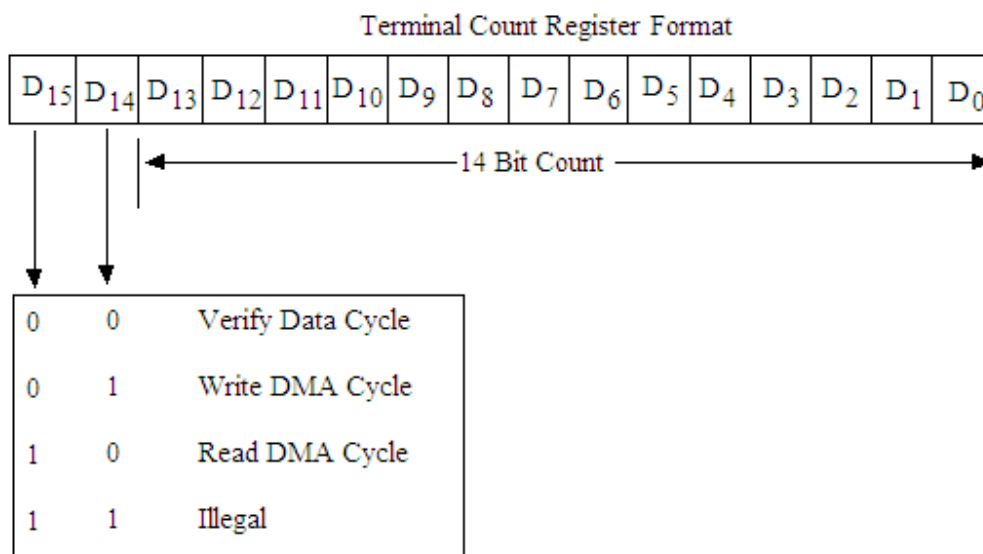 Terminal Count Register Format
D15 D14 D13 D12 D11 D10 D9 D8 D7 D6 D5 D4 D3 D2 D1 D0
14 Bit Count
0 0 Verify Data Cycle
0 1 Write DMA Cycle
1 0 Read DMA Cycle
1 1 Illegal